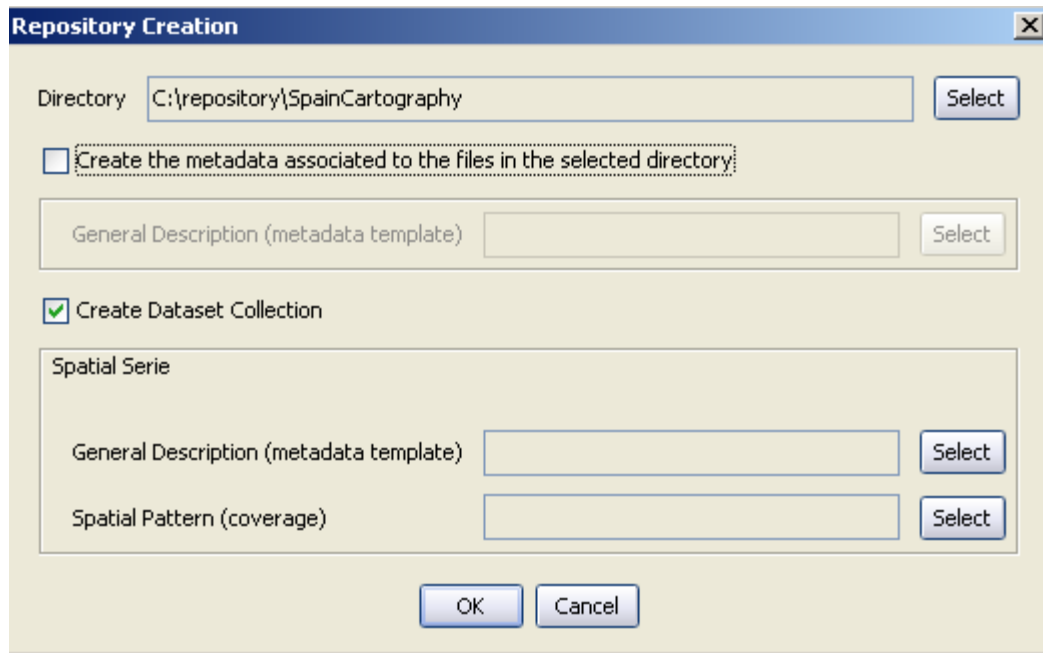 Repository Creation
Directory C:\repository\SpainCartography Select
Create the metadata associated to the files in the selected directory
General Description (metadata template) Select
Create Dataset Collection
Spatial Serie
General Description (metadata template) Select
Spatial Pattern (coverage) Select
OK Cancel